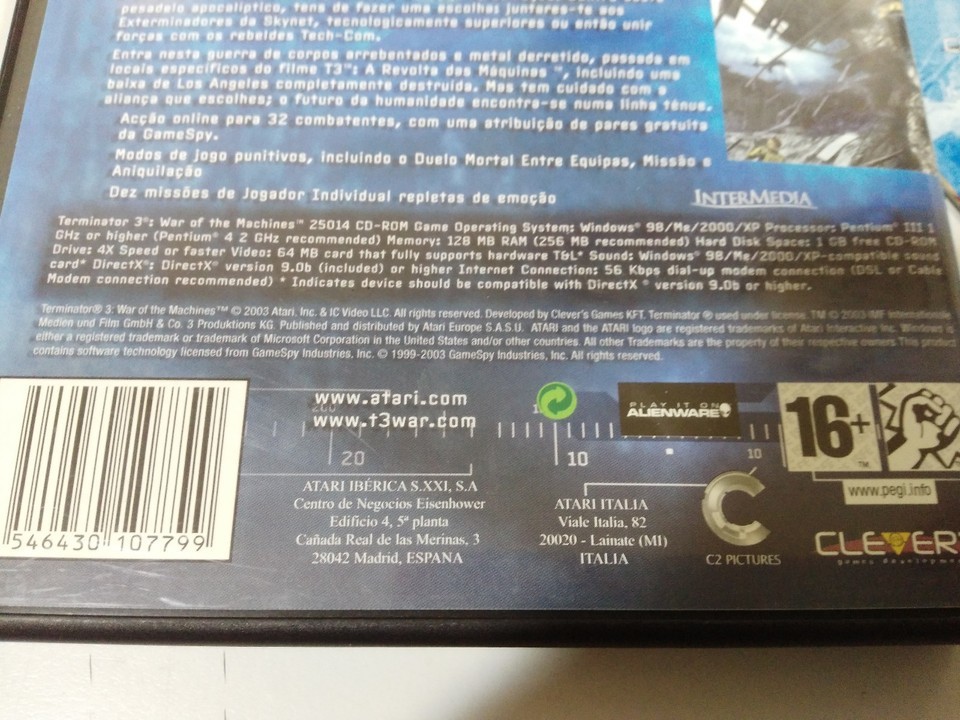 pesadelo apocalíptico, tens de fazer uma escolha: juntar-te aos
Exterminadores da Skynet, tecnologicamente superiores ou então unir
forças com os rebeldes Tech-Com.
Entra nesta guerra de corpos arrebentados e metal derretido, passada em
locais específicos do filme T3™: A Revolta das Máquinas ™, incluindo uma
baixa de Los Angeles completamente destruída. Mas tem cuidado com a
aliança que escolhes; o futuro da humanidade encontra-se numa linha ténue.
Acção online para 32 combatentes, com uma atribuição de pares gratuita
da GameSpy.
Modos de jogo punitivos, incluindo o Duelo Mortal Entre Equipas, Missão e
Aniquilação
Dez missões de Jogador Individual repletas de emoção
INTERMEDIA
Terminator 3®: War of the Machines™ 25014 CD-ROM Game Operating System: Windows® 98/Me/2000/XP Processor: Pentium® III 1
GHz or higher (Pentium® 4 2 GHz recommended) Memory: 128 MB RAM (256 MB recommended) Hard Disk Space: 1 GB free CD-ROM
Drive: 4X Speed or faster Video: 64 MB card that fully supports hardware T&L* Sound: Windows® 98/Me/2000/XP-compatible sound
card* DirectX®: DirectX® version 9.0b (included) or higher Internet Connection: 56 Kbps dial-up modem connection (DSL or Cable
Modem connection recommended) * Indicates device should be compatible with DirectX ® version 9.0b or higher.
Terminator® 3: War of the Machines™ © 2003 Atari, Inc. & IC Video LLC. All rights reserved. Developed by Clever's Games KFT. Terminator ® used under license. TM © 2003 IMF Internationale
Medien und Film GmbH & Co. 3 Produktions KG. Published and distributed by Atari Europe S.A.S.U. ATARI and the ATARI logo are registered trademarks of Atari Interactive Inc. Windows is
either a registered trademark or trademark of Microsoft Corporation in the United States and/or other countries. All other Trademarks are the property of their respective owners. This product
contains software technology licensed from GameSpy Industries, Inc. © 1999-2003 GameSpy Industries, Inc. All rights reserved.
www.atari.com
www.t3war.com
200
20
10
10
PLAY IT ON
ALIENWARE
16+
™
www.pegi.info
5 46430 107799
ATARI IBÉRICA S.XXI, S.A
Centro de Negocios Eisenhower
Edificio 4, 5ª planta
Cañada Real de las Merinas, 3
28042 Madrid, ESPANA
ATARI ITALIA
Viale Italia, 82
20020 - Lainate (MI)
ITALIA
C2 PICTURES
CLEVER'
games development